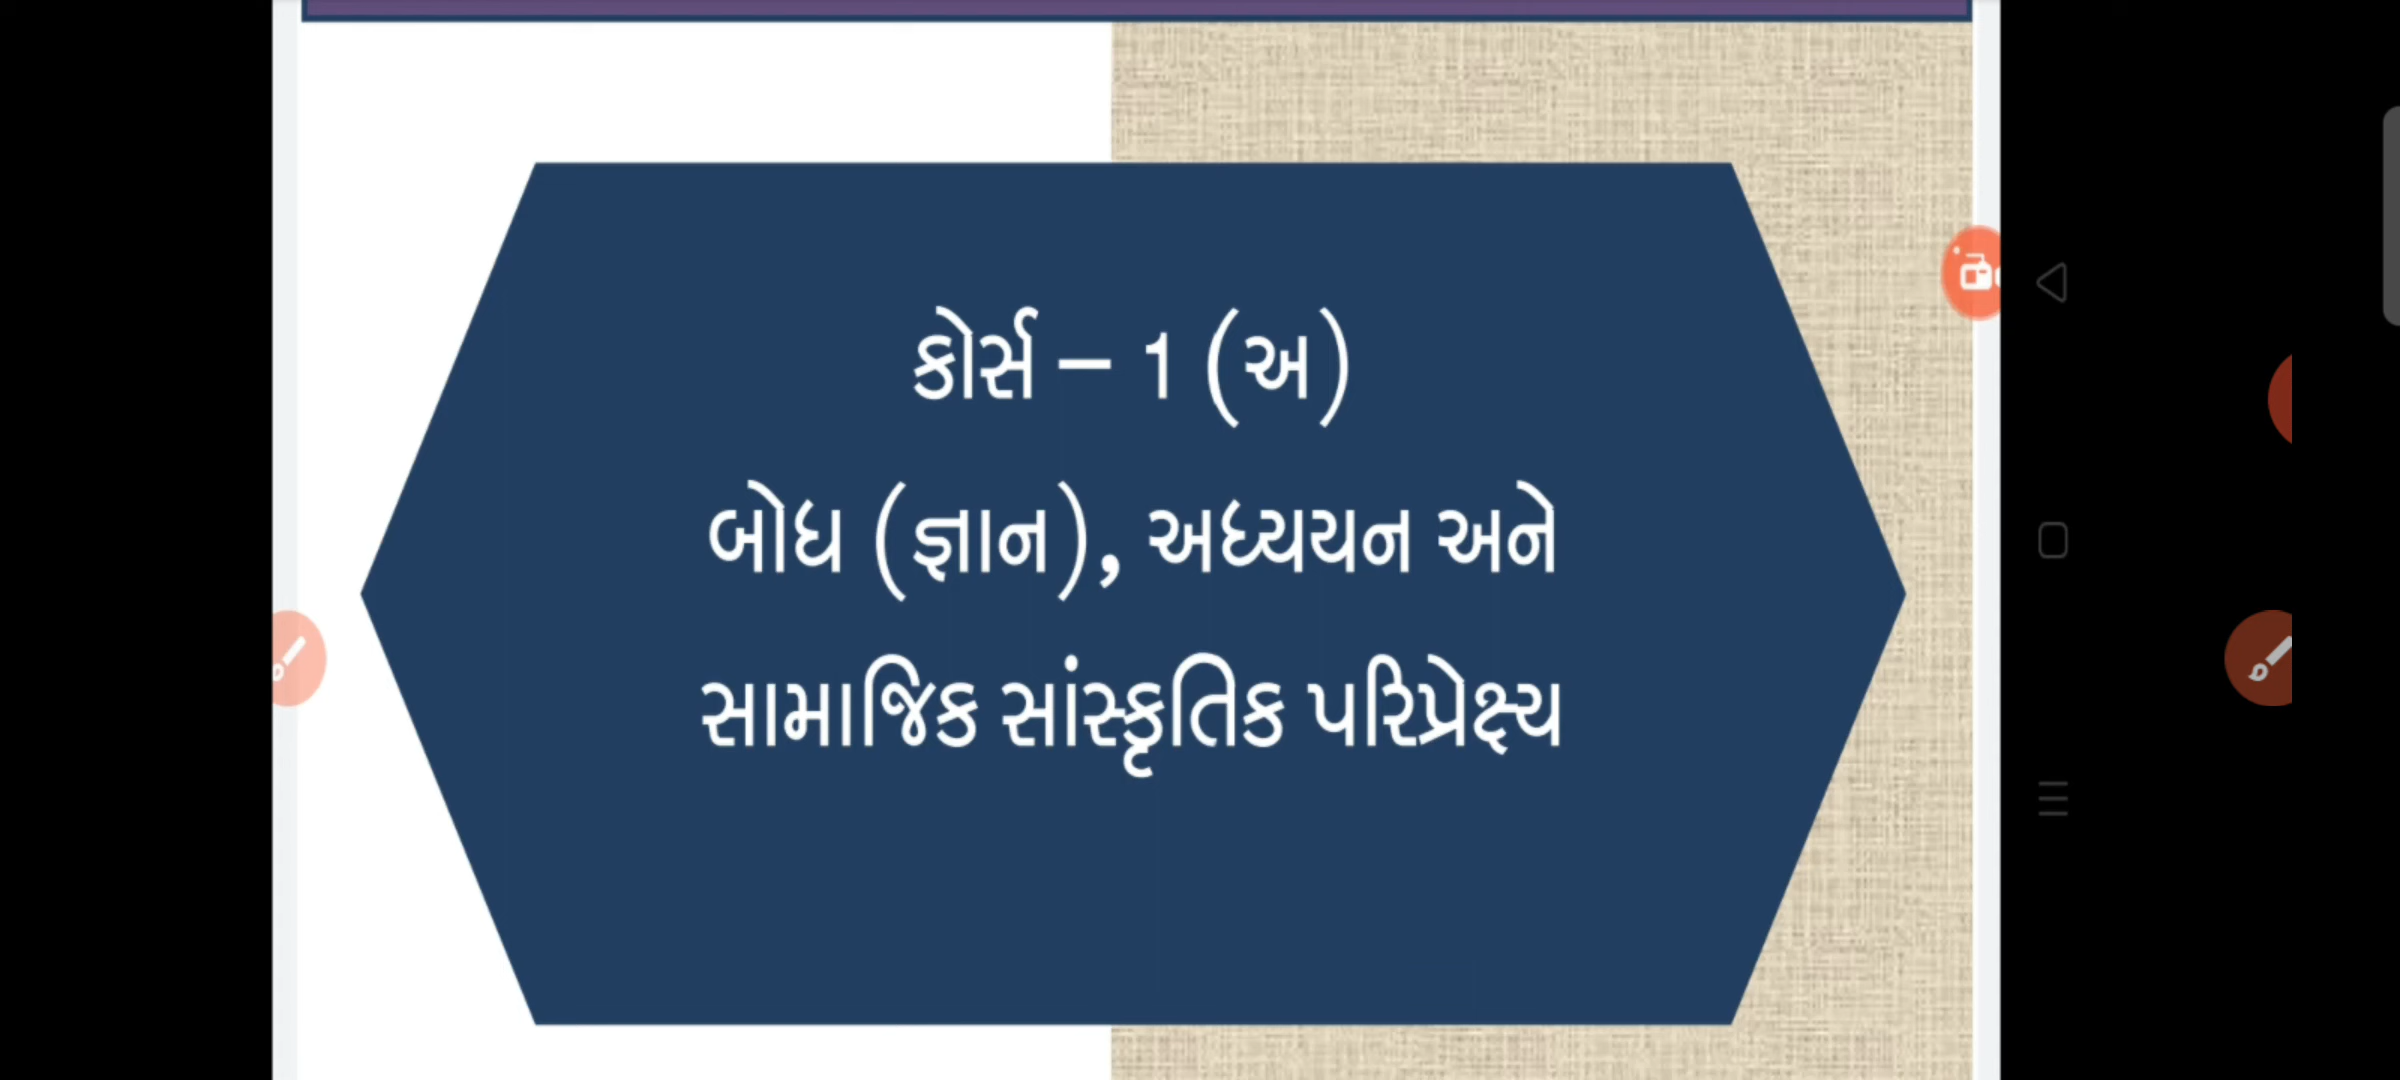 કોર્સ – 1 (અ)
બોધ (જ્ઞાન), અધ્યયન અને
સામાજિક સાંસ્કૃતિક પરિપ્રેક્ષ્ય